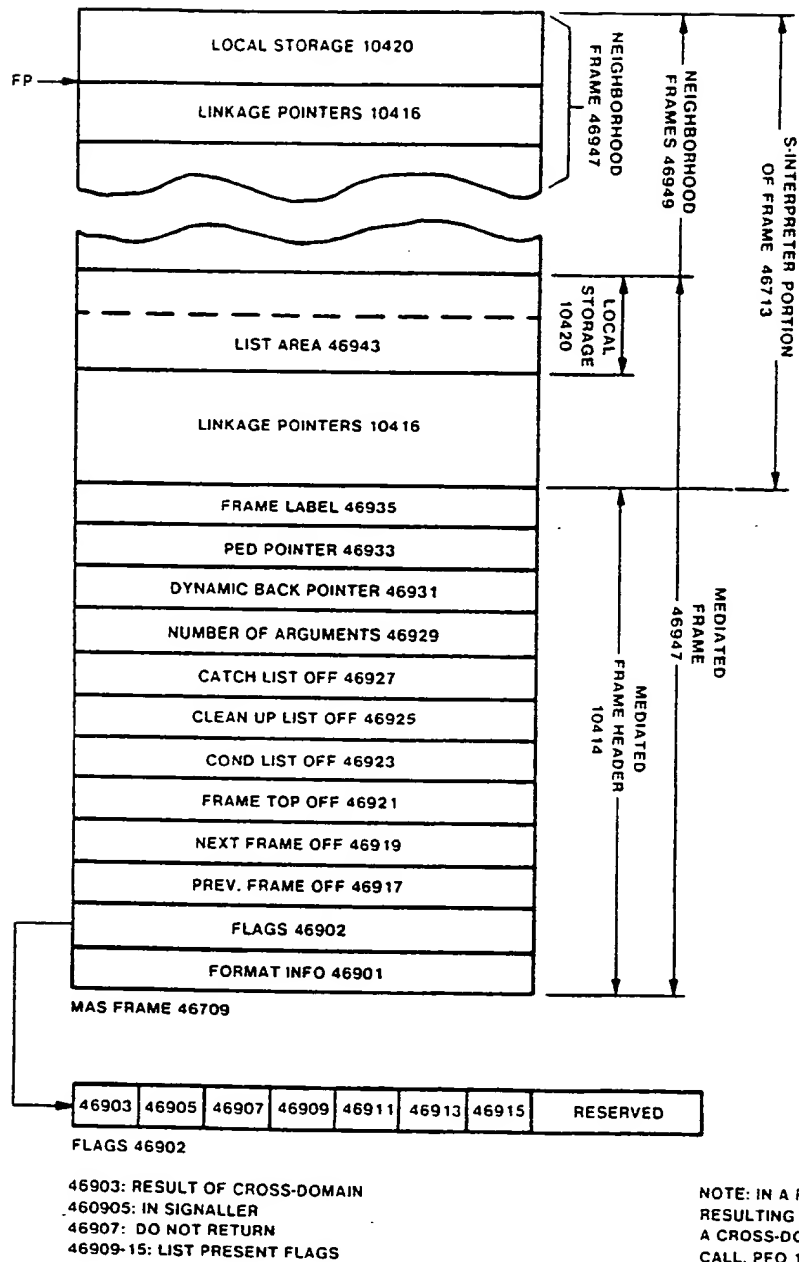 LOCAL STORAGE 10420
FP
LINKAGE POINTERS 10416
NEIGHBORHOOD
FRAME 46947
NEIGHBORHOOD
FRAMES 46949
S-INTERPRETER PORTION
OF FRAME 46713
LOCAL
STORAGE
10420
LIST AREA 46943
LINKAGE POINTERS 10416
FRAME LABEL 46935
PED POINTER 46933
DYNAMIC BACK POINTER 46931
NUMBER OF ARGUMENTS 46929
CATCH LIST OFF 46927
CLEAN UP LIST OFF 46925
COND LIST OFF 46923
FRAME TOP OFF 46921
NEXT FRAME OFF 46919
PREV. FRAME OFF 46917
FLAGS 46902
FORMAT INFO 46901
MEDIATED
FRAME HEADER
10414
MEDIATED
FRAME
46947
MAS FRAME 46709
46903 46905 46907 46909 46911 46913 46915 RESERVED
FLAGS 46902
46903: RESULT OF CROSS-DOMAIN
460905: IN SIGNALLER
46907: DO NOT RETURN
46909-15: LIST PRESENT FLAGS
NOTE: IN A
RESULTING
A CROSS-DO
CALL, PEO 1